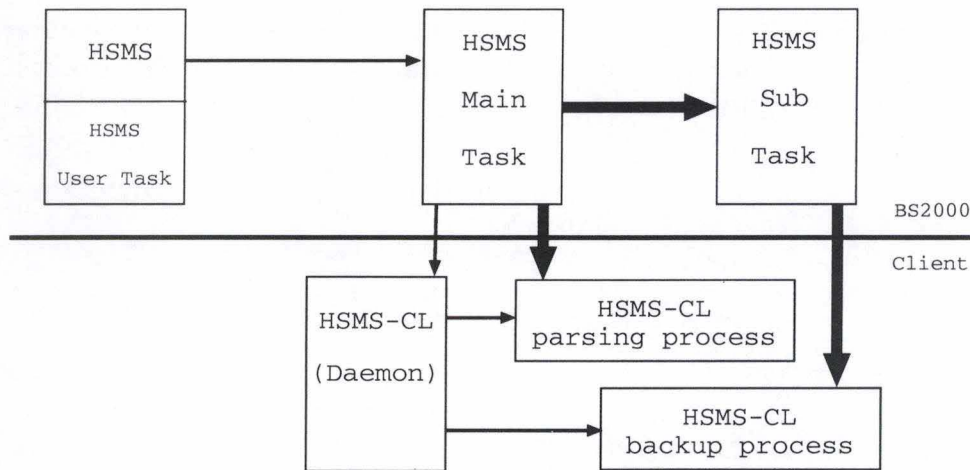 HSMS
HSMS
User Task
HSMS
Main
Task
HSMS
Sub
Task
BS2000
Client
HSMS-CL
(Daemon)
HSMS-CL
parsing process
HSMS-CL
backup process